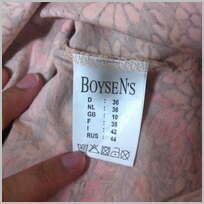 BOYSEN'S
D : 36
NL : 36
GB : 10
F : 38
I : 42
RUS : 44